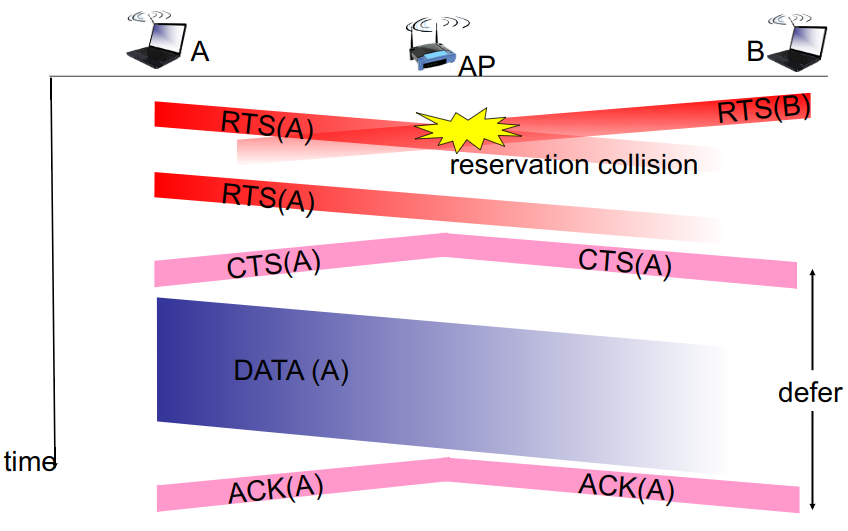 A
AP
B
RTS(A)
RTS(B)
reservation collision
RTS(A)
CTS(A)
CTS(A)
DATA (A)
defer
time
ACK(A)
ACK(A)